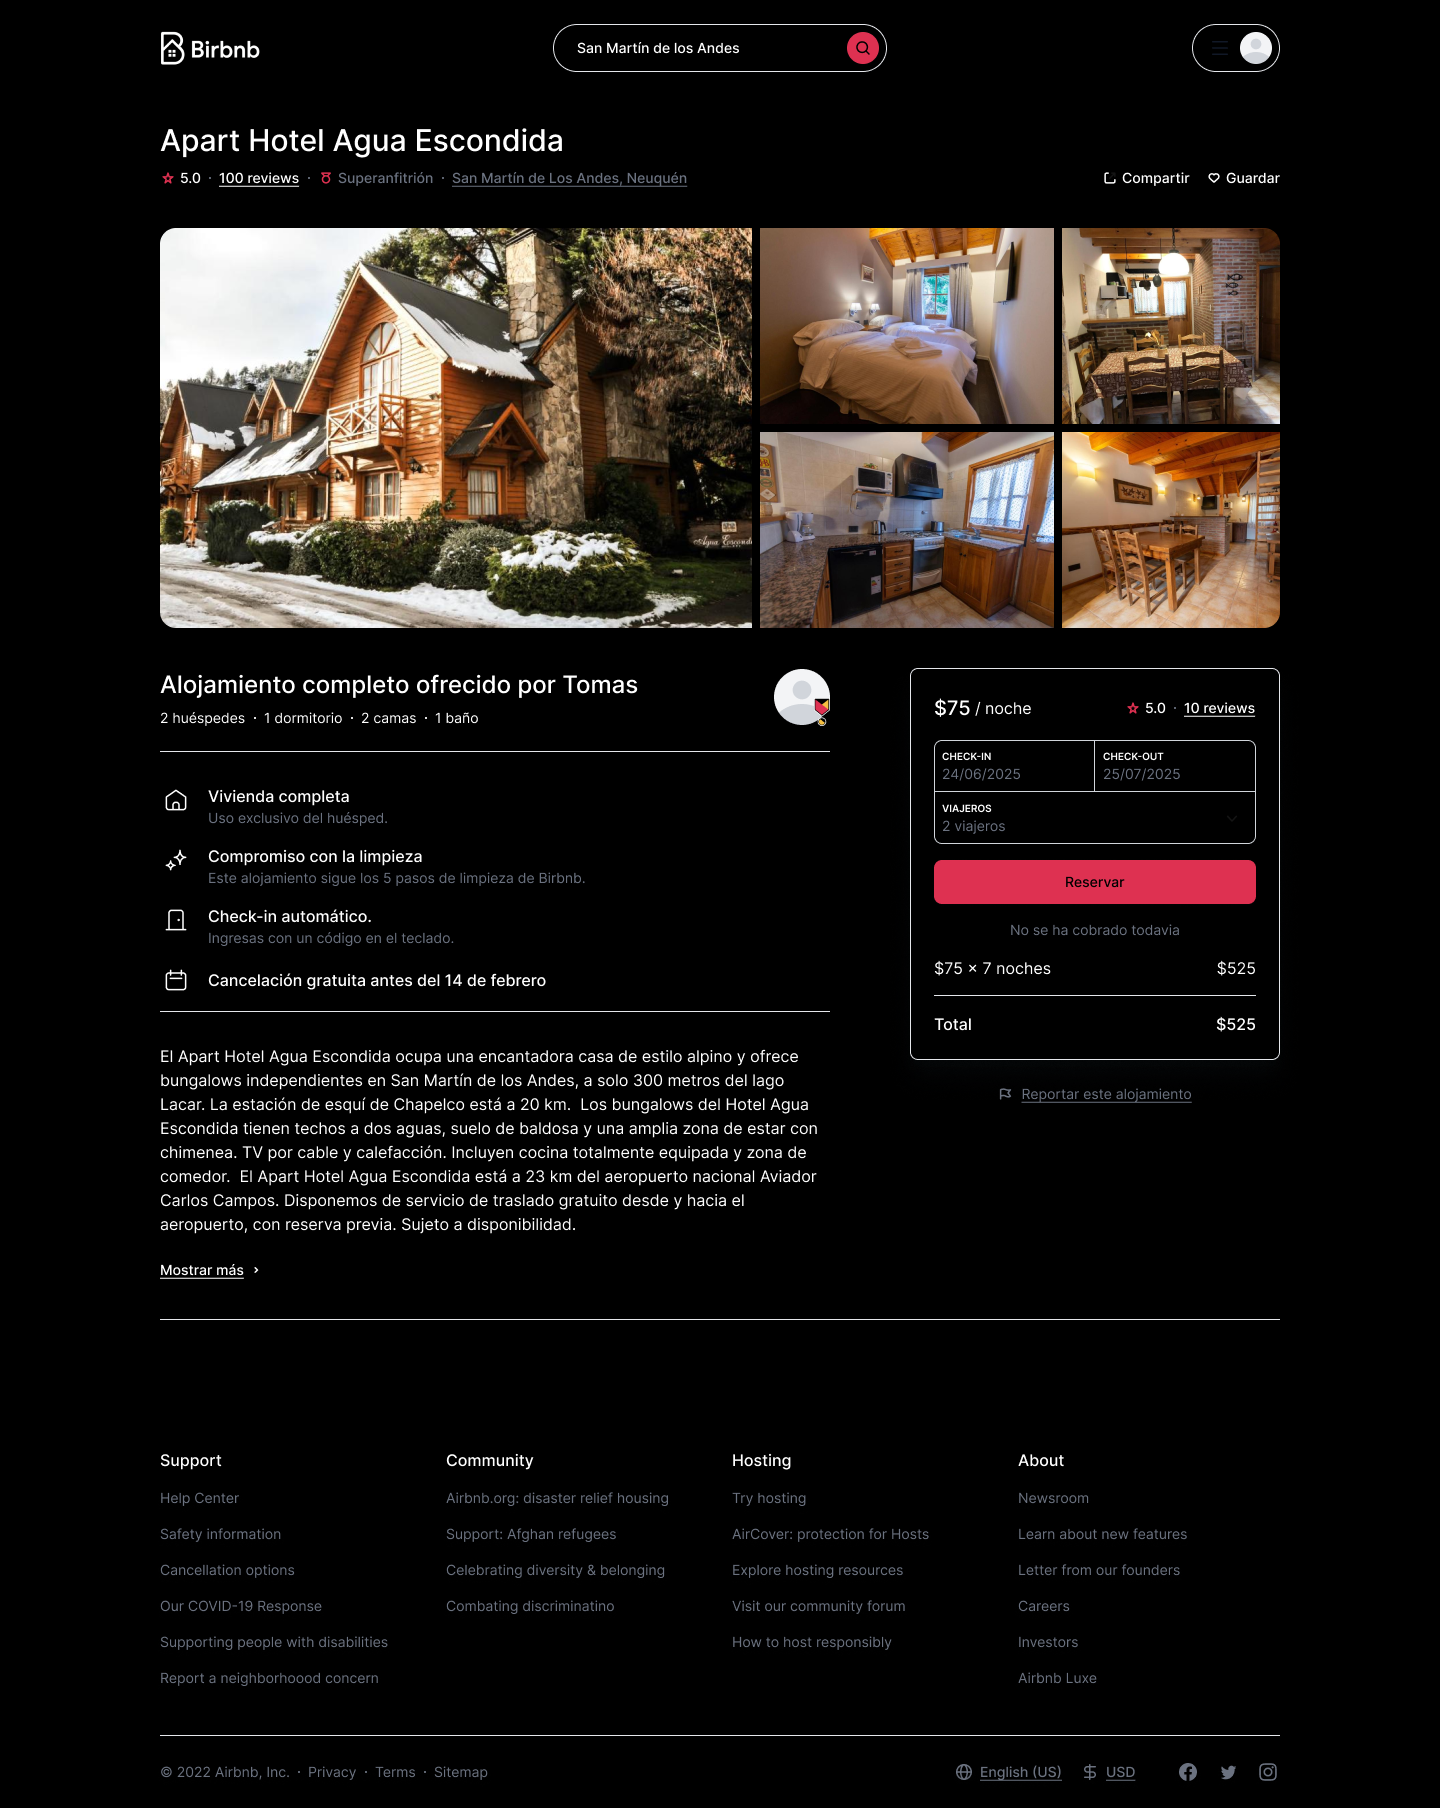 Birbnb
San Martín de los Andes
Apart Hotel Agua Escondida
5.0 · 100 reviews · Superanfitrión · San Martín de Los Andes, Neuquén
Compartir Guardar
Agua Escondida
Alojamiento completo ofrecido por Tomas
2 huéspedes · 1 dormitorio · 2 camas · 1 baño
Vivienda completa
Uso exclusivo del huésped.
Compromiso con la limpieza
Este alojamiento sigue los 5 pasos de limpieza de Birbnb.
Check-in automático.
Ingresas con un código en el teclado.
Cancelación gratuita antes del 14 de febrero
El Apart Hotel Agua Escondida ocupa una encantadora casa de estilo alpino y ofrece
bungalows independientes en San Martín de los Andes, a solo 300 metros del lago
Lacar. La estación de esquí de Chapelco está a 20 km.  Los bungalows del Hotel Agua
Escondida tienen techos a dos aguas, suelo de baldosa y una amplia zona de estar con
chimenea. TV por cable y calefacción. Incluyen cocina totalmente equipada y zona de
comedor.  El Apart Hotel Agua Escondida está a 23 km del aeropuerto nacional Aviador
Carlos Campos. Disponemos de servicio de traslado gratuito desde y hacia el
aeropuerto, con reserva previa. Sujeto a disponibilidad.
Mostrar más
$75 / noche
5.0 · 10 reviews
CHECK-IN
24/06/2025
CHECK-OUT
25/07/2025
VIAJEROS
2 viajeros
Reservar
No se ha cobrado todavia
$75 × 7 noches $525
Total $525
Reportar este alojamiento
Support
Help Center
Safety information
Cancellation options
Our COVID-19 Response
Supporting people with disabilities
Report a neighborhoood concern
Community
Airbnb.org: disaster relief housing
Support: Afghan refugees
Celebrating diversity & belonging
Combating discriminatino
Hosting
Try hosting
AirCover: protection for Hosts
Explore hosting resources
Visit our community forum
How to host responsibly
About
Newsroom
Learn about new features
Letter from our founders
Careers
Investors
Airbnb Luxe
© 2022 Airbnb, Inc. · Privacy · Terms · Sitemap
English (US) USD